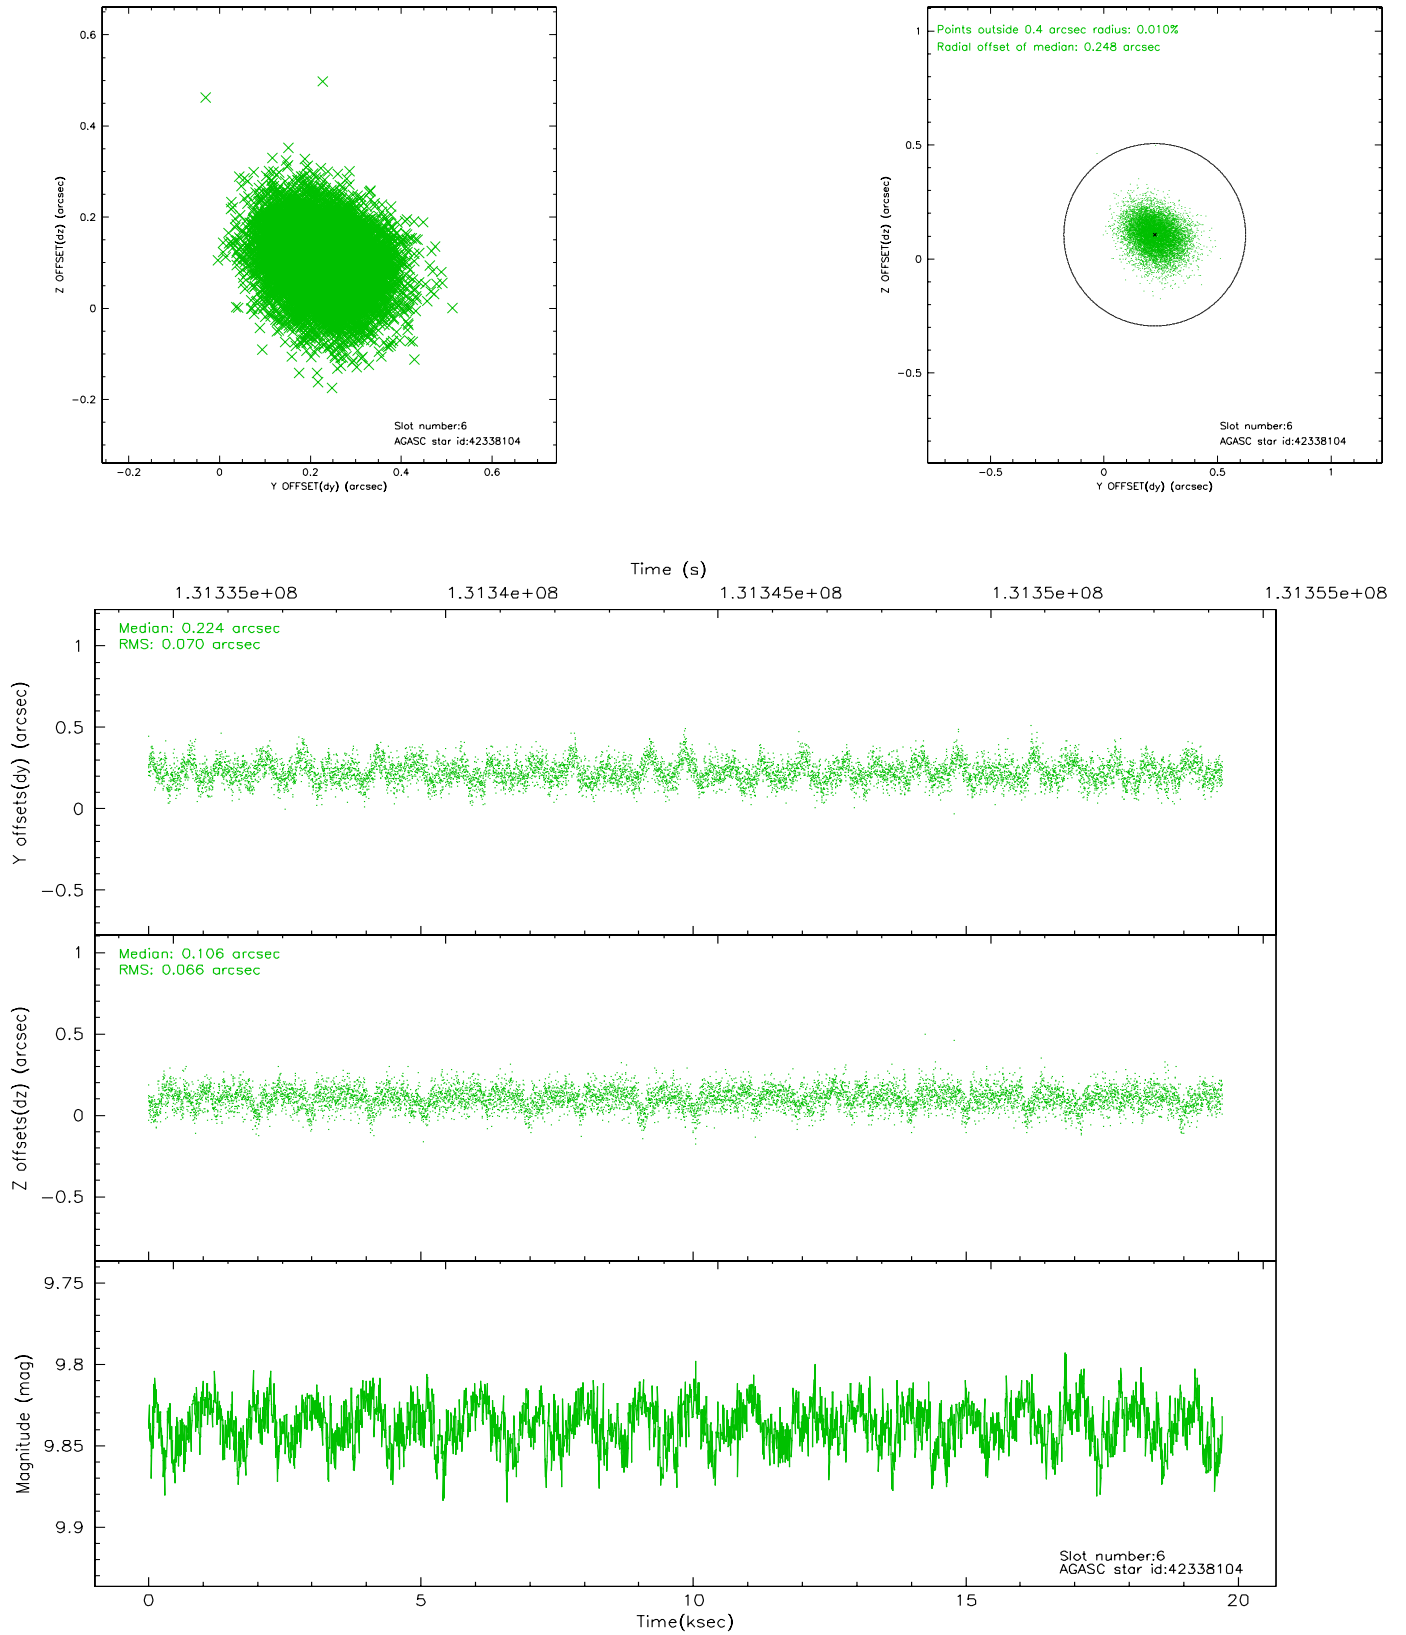 0.6
0.4
0.2
0
−0.2
Z OFFSET(dz) (arcsec)
Slot number:6
AGASC star id:42338104
−0.2 0 0.2 0.4 0.6
Y OFFSET(dy) (arcsec)
Points outside 0.4 arcsec radius: 0.010%
Radial offset of median: 0.248 arcsec
1
0.5
0
−0.5
Z OFFSET(dz) (arcsec)
Slot number:6
AGASC star id:42338104
−0.5 0 0.5 1
Y OFFSET(dy) (arcsec)
Time (s)
1.31335e+08 1.3134e+08 1.31345e+08 1.3135e+08 1.31355e+08
Median: 0.224 arcsec
RMS: 0.070 arcsec
1
0.5
0
−0.5
Y offsets(dy) (arcsec)
Median: 0.106 arcsec
RMS: 0.066 arcsec
1
0.5
0
−0.5
Z offsets(dz) (arcsec)
9.75
9.8
9.85
9.9
Magnitude (mag)
Slot number:6
AGASC star id:42338104
0 5 10 15 20
Time(ksec)